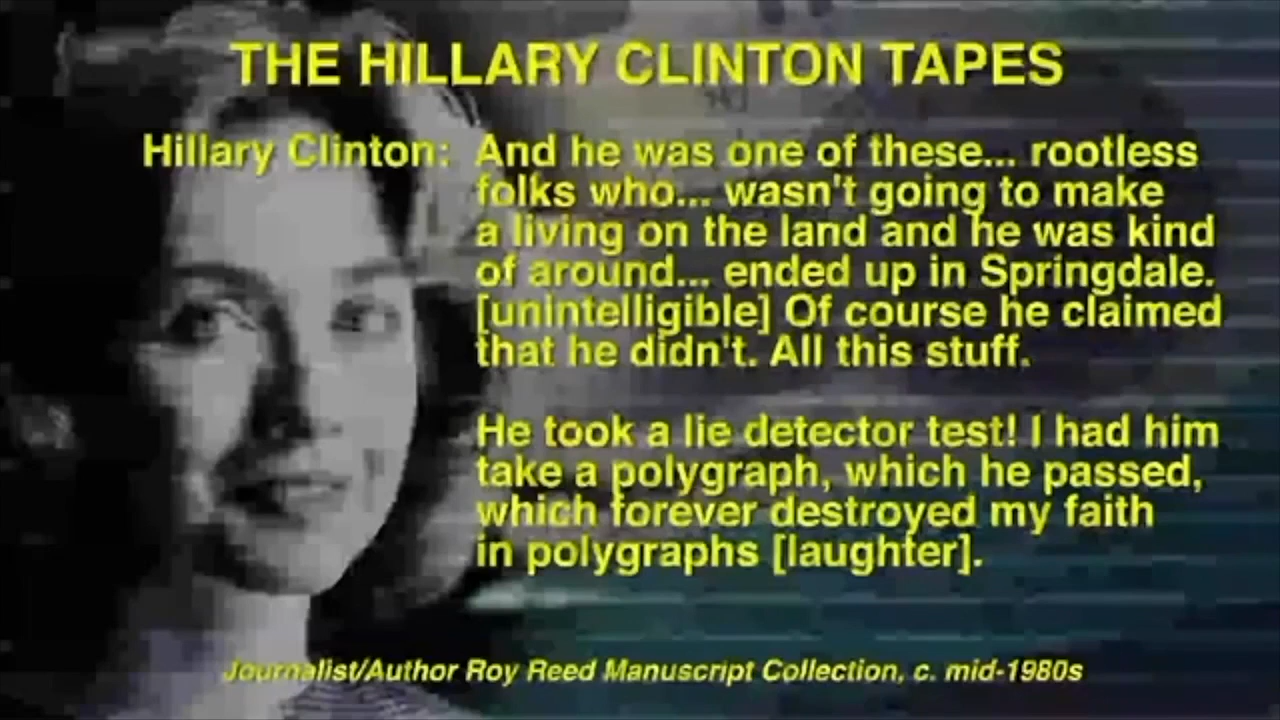 THE HILLARY CLINTON TAPES
Hillary Clinton: And he was one of these... rootless
folks who... wasn't going to make
a living on the land and he was kind
of around... ended up in Springdale.
[unintelligible] Of course he claimed
that he didn't. All this stuff.
He took a lie detector test! I had him
take a polygraph, which he passed,
which forever destroyed my faith
in polygraphs [laughter].
Journalist/Author Roy Reed Manuscript Collection, c. mid-1980s